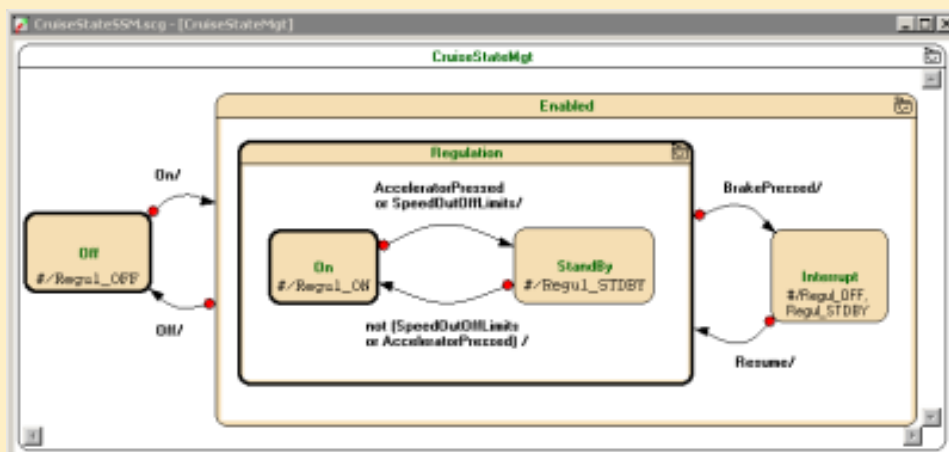 CruiseStateSSM.scg - [CruiseStateMgt]
CruiseStateMgt
Enabled
Regulation
On/
AcceleratorPressed
or SpeedOutOffLimits/
BrakePressed/
Off
#/Regul_OFF
On
#/Regul_ON
StandBy
#/Regul_STDBY
Interrupt
#/Regul_OFF,
Regul_STDBY
Off/
not (SpeedOutOffLimits
or AcceleratorPressed) /
Resume/